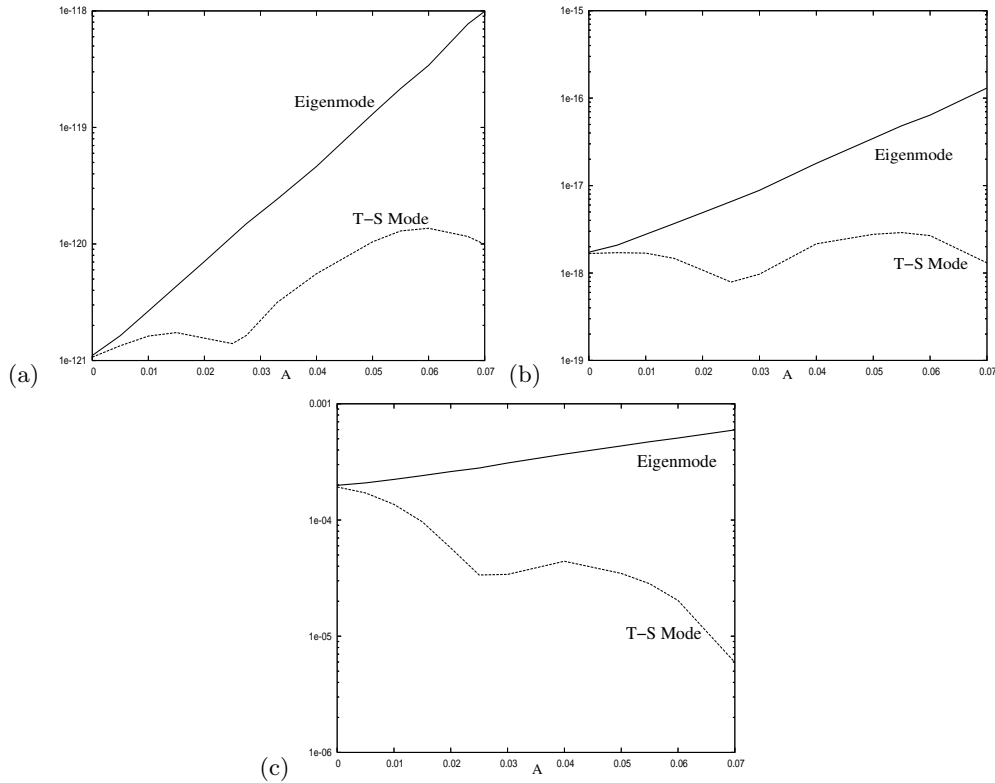 1e-118
1e-119
1e-120
1e-121
Eigenmode
T-S Mode
0 0.01 0.02 0.03 0.04 0.05 0.06 0.07
A
(a)
1e-15
1e-16
1e-17
1e-18
1e-19
Eigenmode
T-S Mode
0 0.01 0.02 0.03 0.04 0.05 0.06 0.07
A
(b)
0.001
1e-04
1e-05
1e-06
Eigenmode
T-S Mode
0 0.01 0.02 0.03 0.04 0.05 0.06 0.07
A
(c)